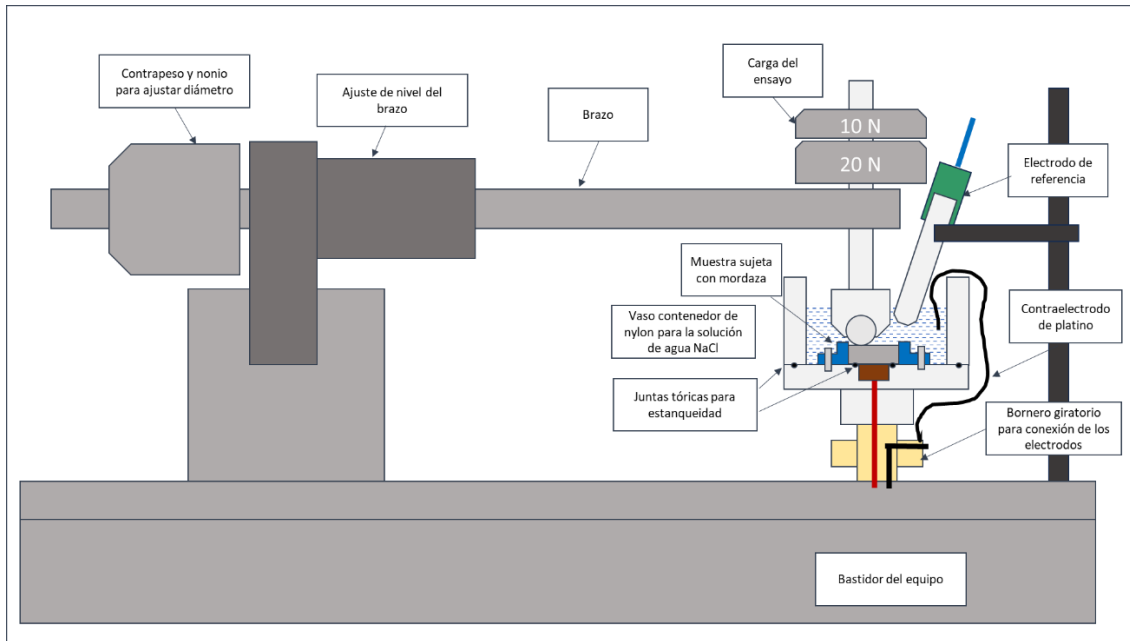 Contrapeso y nonio
para ajustar diámetro
Ajuste de nivel del
brazo
Brazo
Carga del
ensayo
10 N
20 N
Electrodo de
referencia
Muestra sujeta
con mordaza
Vaso contenedor de
nylon para la solución
de agua NaCl
Contraelectrodo
de platino
Juntas tóricas para
estanqueidad
Bornero giratorio
para conexión de los
electrodos
Bastidor del equipo